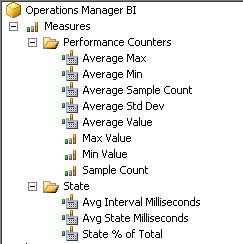 Operations Manager BI
Measures
Performance Counters
Average Max
Average Min
Average Sample Count
Average Std Dev
Average Value
Max Value
Min Value
Sample Count
State
Avg Interval Milliseconds
Avg State Milliseconds
State % of Total